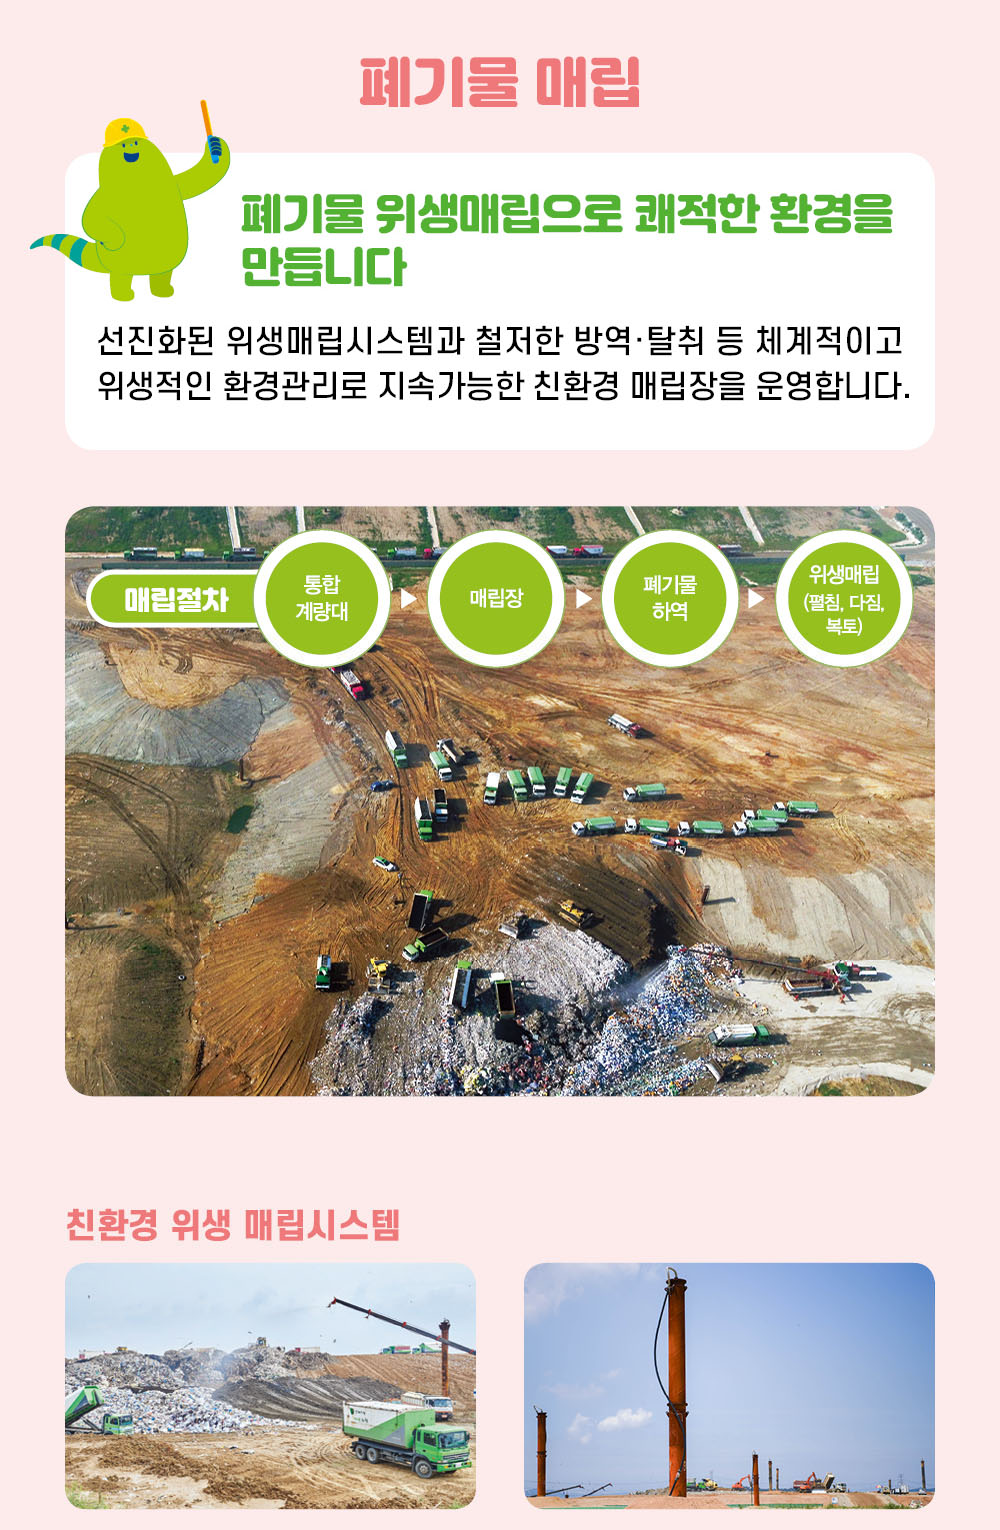 폐기물 매립
폐기물 위생매립으로 쾌적한 환경을
만듭니다
선진화된 위생매립시스템과 철저한 방역·탈취 등 체계적이고
위생적인 환경관리로 지속가능한 친환경 매립장을 운영합니다.
매립절차
통합
계량대
매립장
폐기물
하역
위생매립
(펼침, 다짐,
복토)
친환경 위생 매립시스템